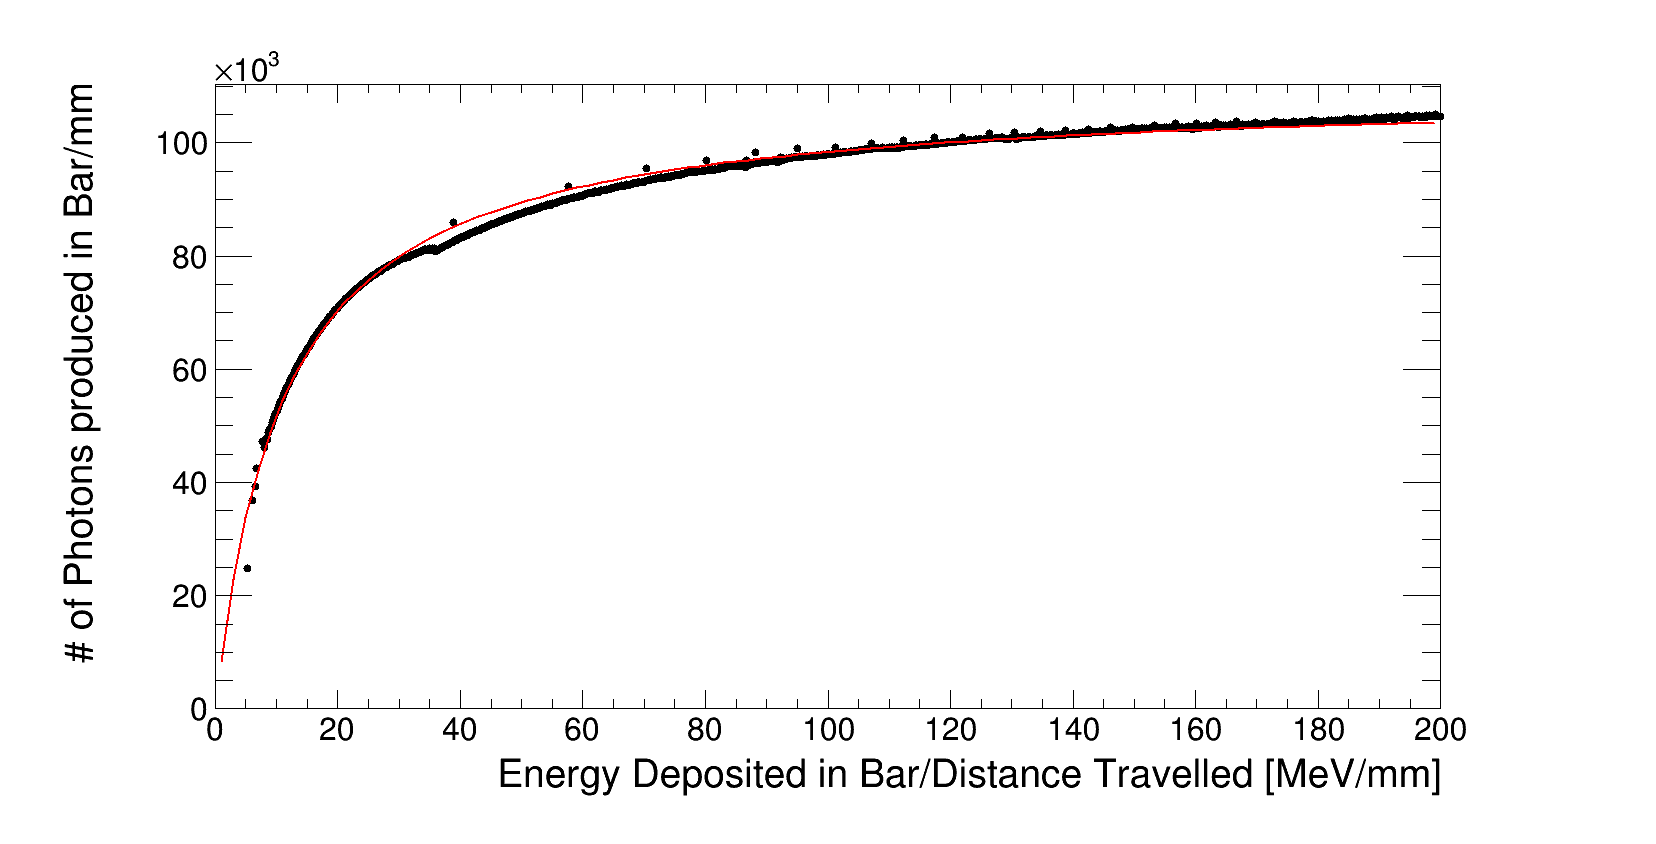 ×10³
# of Photons produced in Bar/mm
100
80
60
40
20
0
0 20 40 60 80 100 120 140 160 180 200
Energy Deposited in Bar/Distance Travelled [MeV/mm]